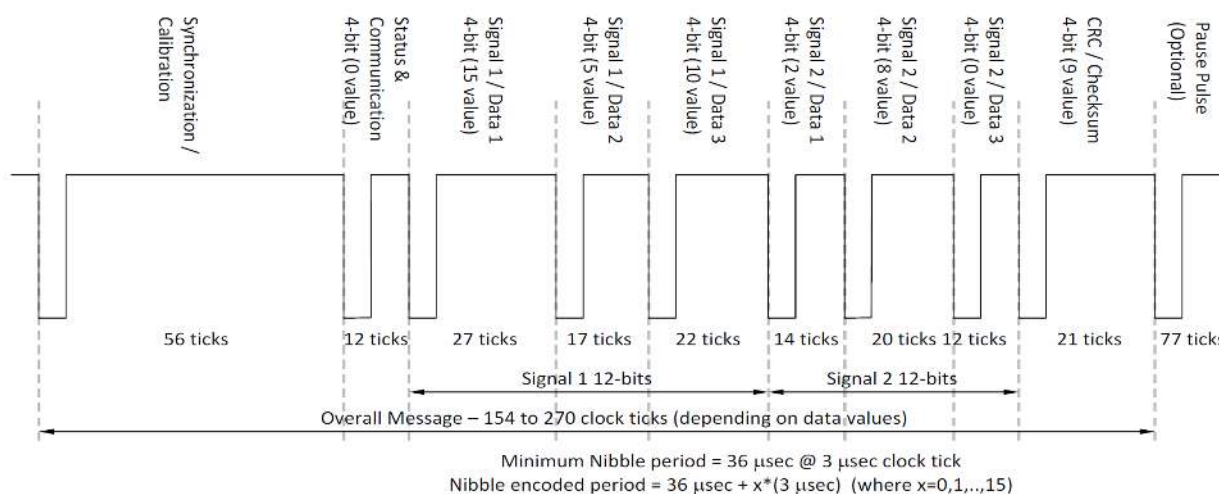 Synchronization /
Calibration
Status &
Communication
4-bit (0 value)
Signal 1 / Data 1
4-bit (15 value)
Signal 1 / Data 2
4-bit (5 value)
Signal 1 / Data 3
4-bit (10 value)
Signal 2 / Data 1
4-bit (2 value)
Signal 2 / Data 2
4-bit (8 value)
Signal 2 / Data 3
4-bit (0 value)
CRC / Checksum
4-bit (9 value)
Pause Pulse
(Optional)
56 ticks 12 ticks 27 ticks 17 ticks 22 ticks 14 ticks 20 ticks 12 ticks 21 ticks 77 ticks
Signal 1 12-bits Signal 2 12-bits
Overall Message – 154 to 270 clock ticks (depending on data values)
Minimum Nibble period = 36 μsec @ 3 μsec clock tick
Nibble encoded period = 36 μsec + x*(3 μsec) (where x=0,1,..,15)